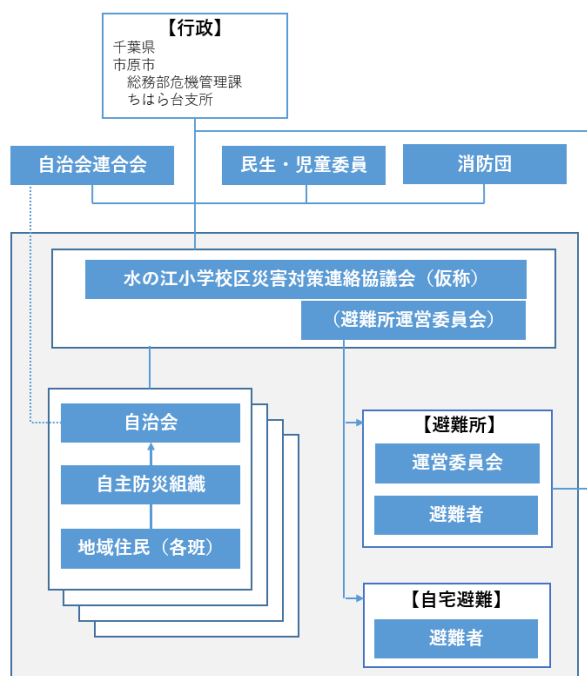 【行政】
千葉県
市原市
総務部危機管理課
ちはら台支所
自治会連合会
民生・児童委員
消防団
水の江小学校区災害対策連絡協議会（仮称）
（避難所運営委員会）
自治会
自主防災組織
地域住民（各班）
【避難所】
運営委員会
避難者
【自宅避難】
避難者